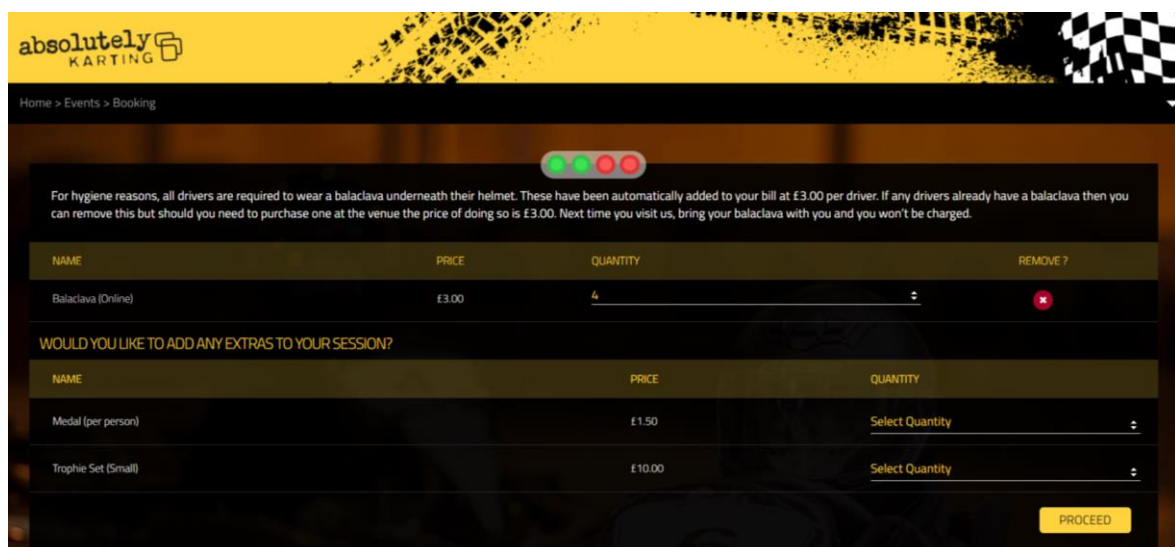 absolutely
KARTING
Home > Events > Booking
For hygiene reasons, all drivers are required to wear a balaclava underneath their helmet. These have been automatically added to your bill at £3.00 per driver. If any drivers already have a balaclava then you
can remove this but should you need to purchase one at the venue the price of doing so is £3.00. Next time you visit us, bring your balaclava with you and you won't be charged.
NAME PRICE QUANTITY REMOVE ?
Balaclava (Online) £3.00 4
WOULD YOU LIKE TO ADD ANY EXTRAS TO YOUR SESSION?
NAME PRICE QUANTITY
Medal (per person) £1.50 Select Quantity
Trophie Set (Small) £10.00 Select Quantity
PROCEED